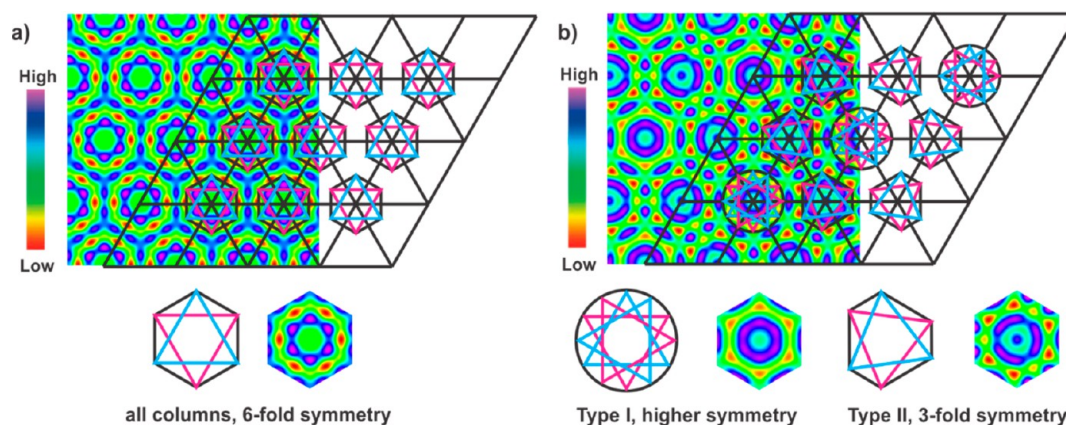 a)
High
Low
all columns, 6-fold symmetry
b)
High
Low
Type I, higher symmetry
Type II, 3-fold symmetry